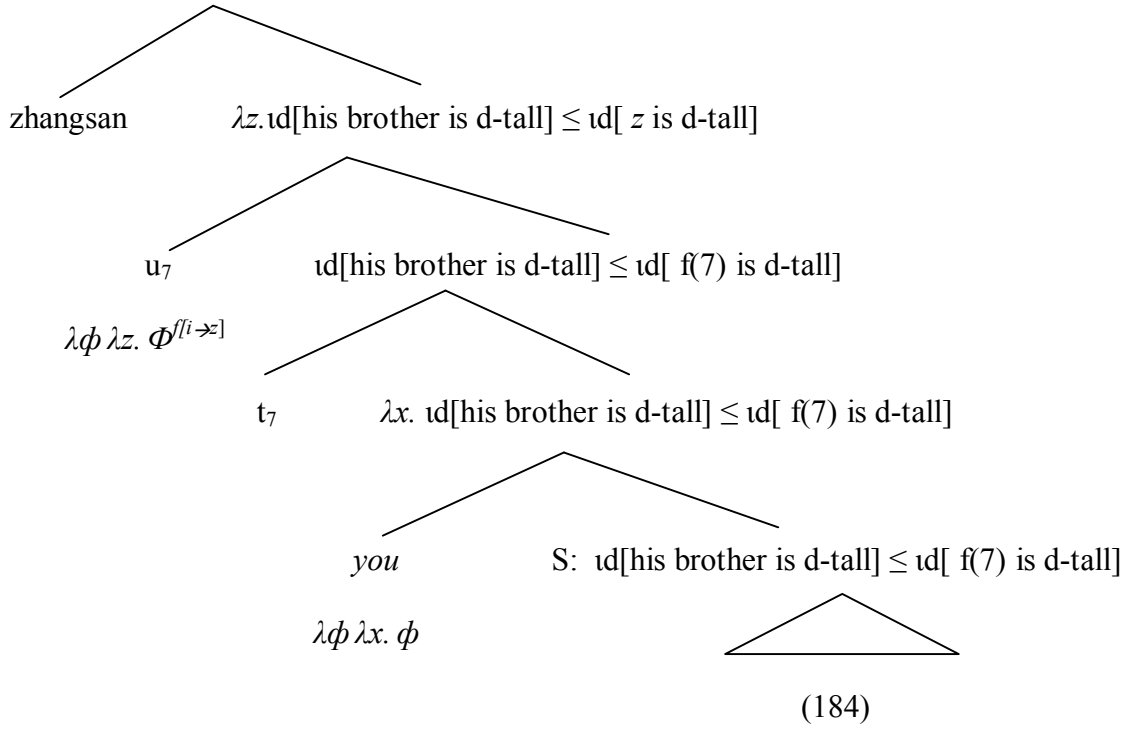 zhangsan λz.ιd[his brother is d-tall] ≤ ιd[ z is d-tall]
u₇ ιd[his brother is d-tall] ≤ ιd[ f(7) is d-tall]
λϕ λz. Φᶠ[i→z]
t₇ λx. ιd[his brother is d-tall] ≤ ιd[ f(7) is d-tall]
you S: ιd[his brother is d-tall] ≤ ιd[ f(7) is d-tall]
λϕ λx. ϕ
(184)